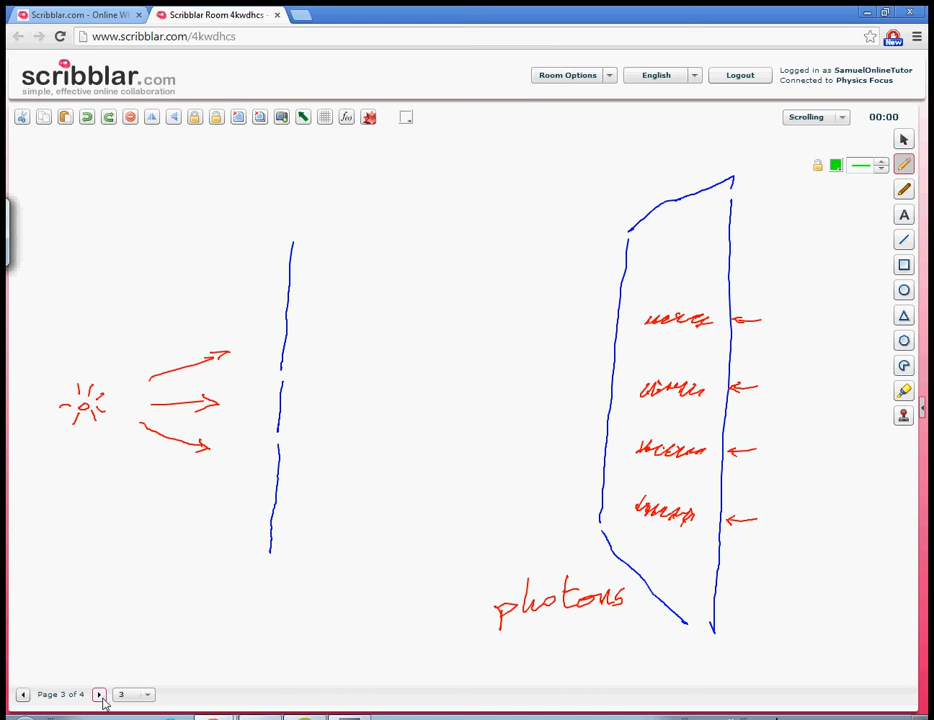 Scribblar.com - Online W
Scribblar Room 4kwdhcs -
www.scribblar.com/4kwdhcs
New
scribblar.com
simple, effective online collaboration
Room Options
English
Logout
Logged in as SamuelOnlineTutor
Connected to Physics Focus
f(x)
Scrolling
00:00
A
photons
Page 3 of 4
3